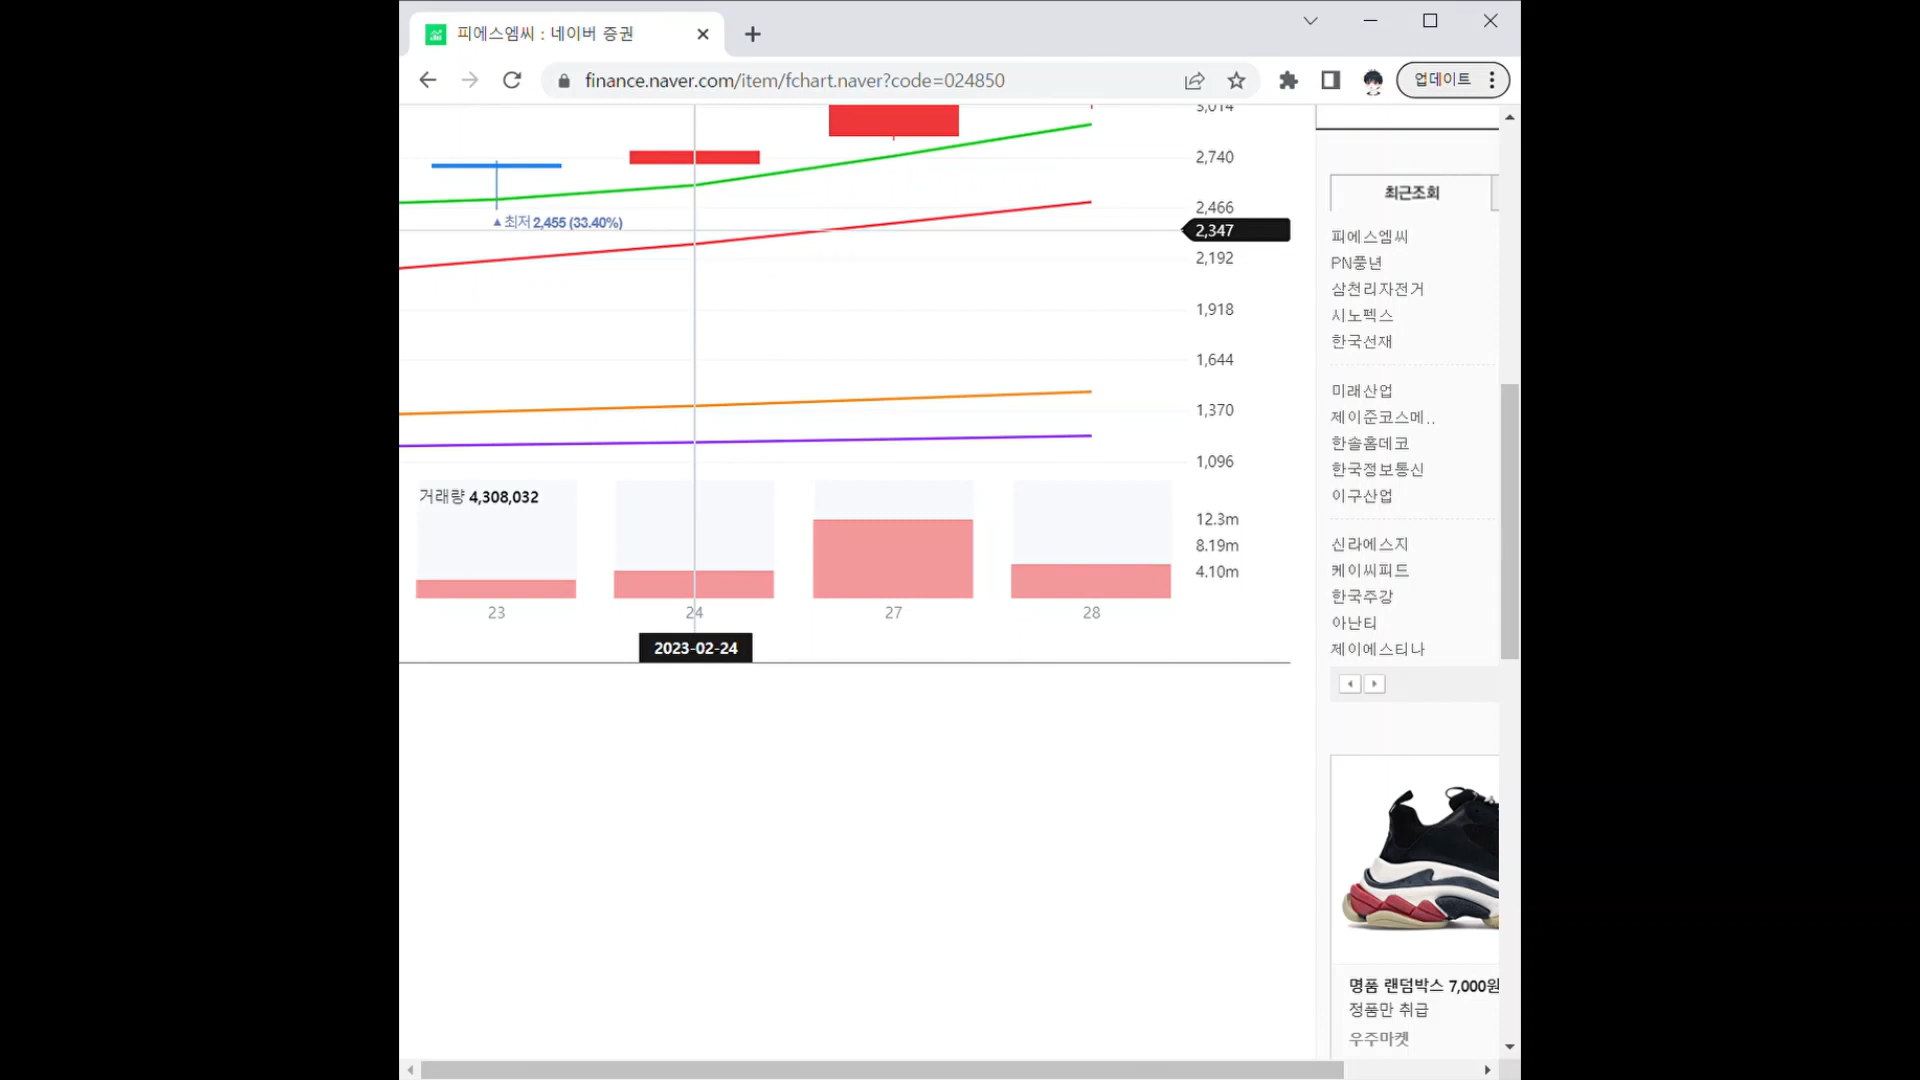 피에스엠씨 : 네이버 증권
finance.naver.com/item/fchart.naver?code=024850
업데이트
3,014
2,740
2,466
2,347
2,192
1,918
1,644
1,370
1,096
▲최저 2,455 (33.40%)
거래량 4,308,032
12.3m
8.19m
4.10m
23
24
27
28
2023-02-24
최근조회
피에스엠씨
PN풍년
삼천리자전거
시노펙스
한국선재
미래산업
제이준코스메..
한솔홈데코
한국정보통신
이구산업
신라에스지
케이씨피드
한국주강
아난티
제이에스티나
명품 랜덤박스 7,000원
정품만 취급
우주마켓